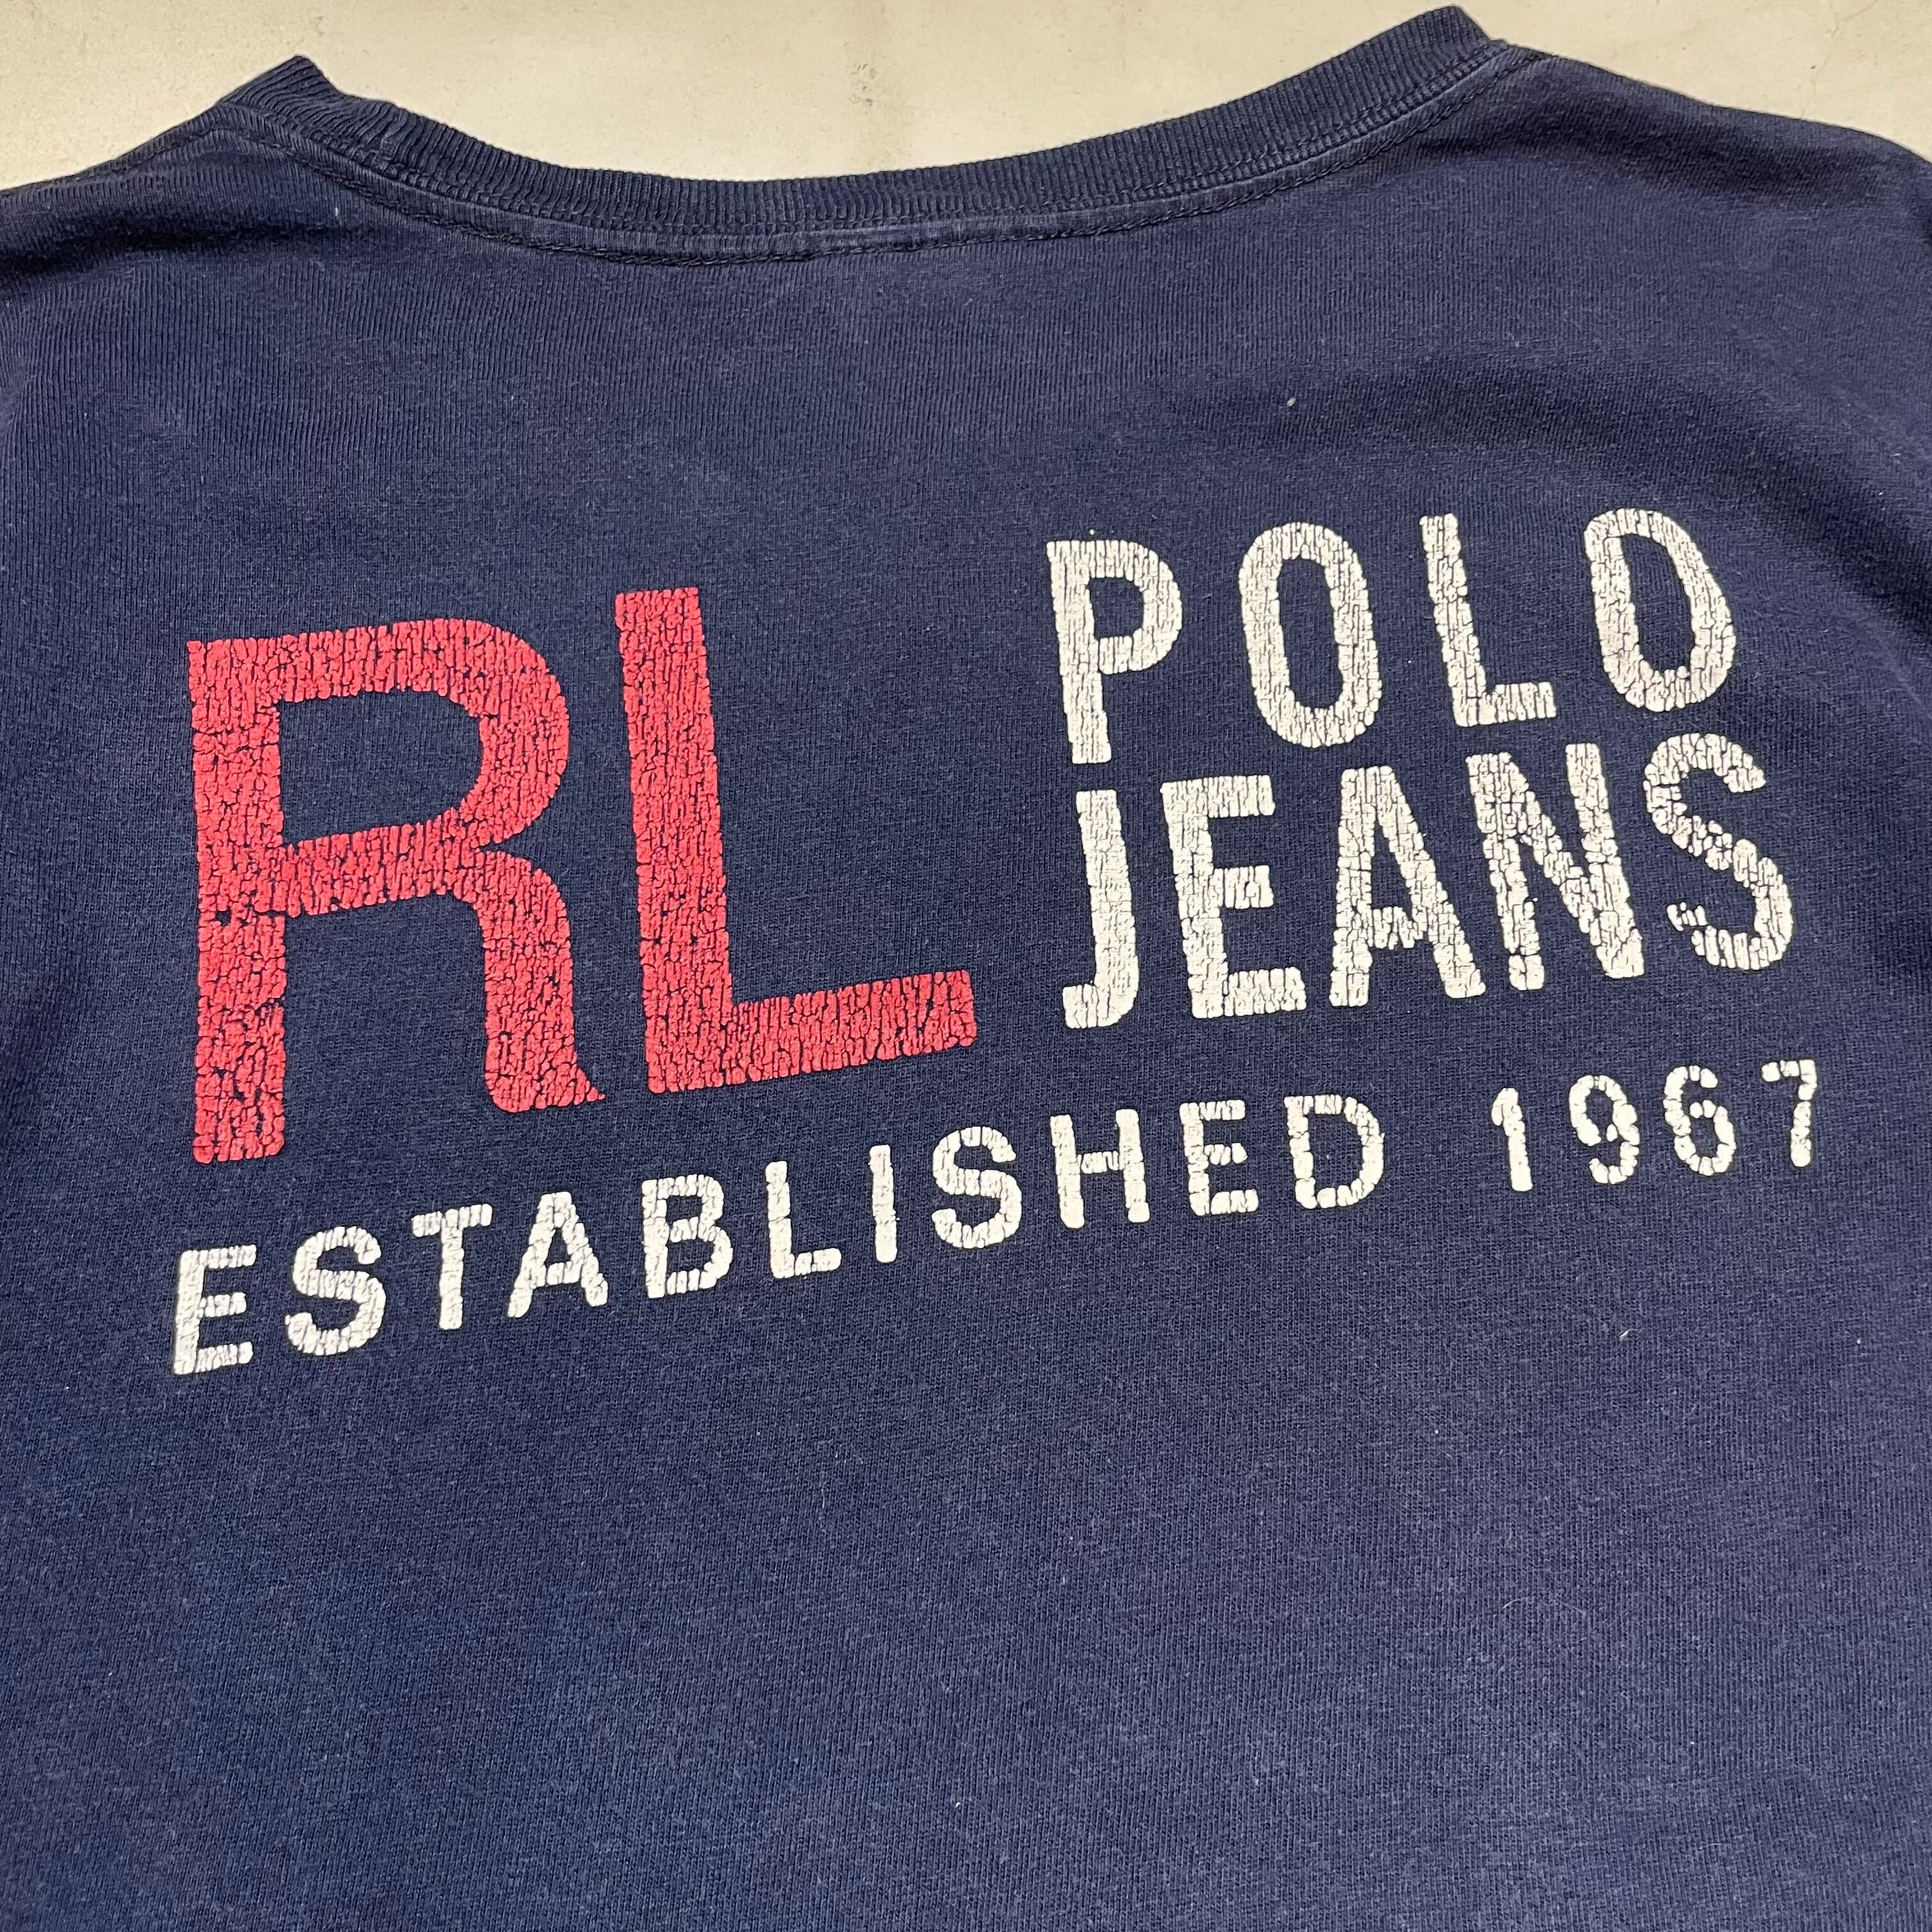 RL POLO
JEANS
ESTABLISHED 1967